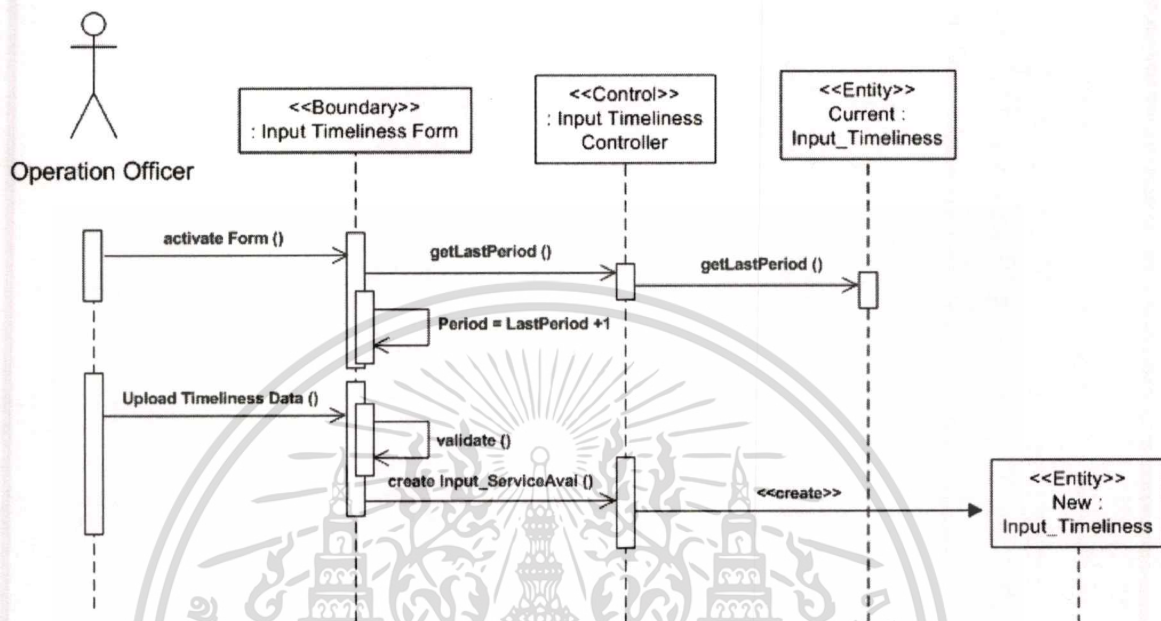 Operation Officer
<<Boundary>>
: Input Timeliness Form
<<Control>>
: Input Timeliness
Controller
<<Entity>>
Current :
Input_Timeliness
activate Form ()
getLastPeriod ()
getLastPeriod ()
Period = LastPeriod +1
Upload Timeliness Data ()
validate ()
create Input_ServiceAvai ()
<<create>>
<<Entity>>
New :
Input_Timeliness